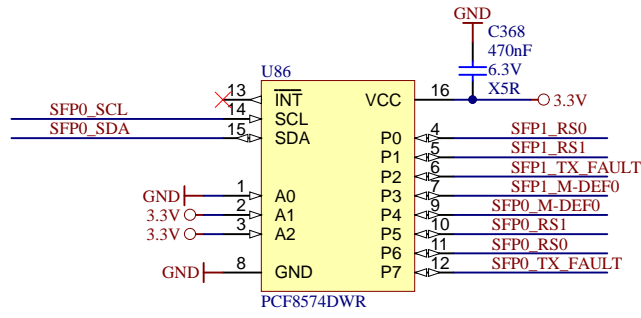 GND
C368
470nF
6.3V
X5R
U86
13 INT VCC 16 3.3V
SFP0_SCL 14 SCL
SFP0_SDA 15 SDA P0 4 SFP1_RS0
P1 5 SFP1_RS1
P2 6 SFP1_TX_FAULT
GND 1 A0 P3 7 SFP1_M-DEF0
3.3V 2 A1 P4 9 SFP0_M-DEF0
3.3V 3 A2 P5 10 SFP0_RS1
P6 11 SFP0_RS0
GND 8 GND P7 12 SFP0_TX_FAULT
PCF8574DWR